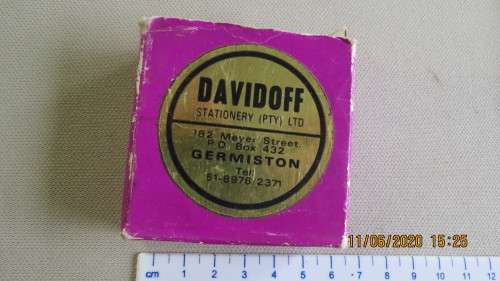 DAVIDOFF
STATIONERY (PTY) LTD
182 Meyer Street.
P.O. Box 432
GERMISTON
Tel.
51-8976/2371
11/05/2020 15:25
cm 1 2 3 4 5 6 7 8 9 10 11 12